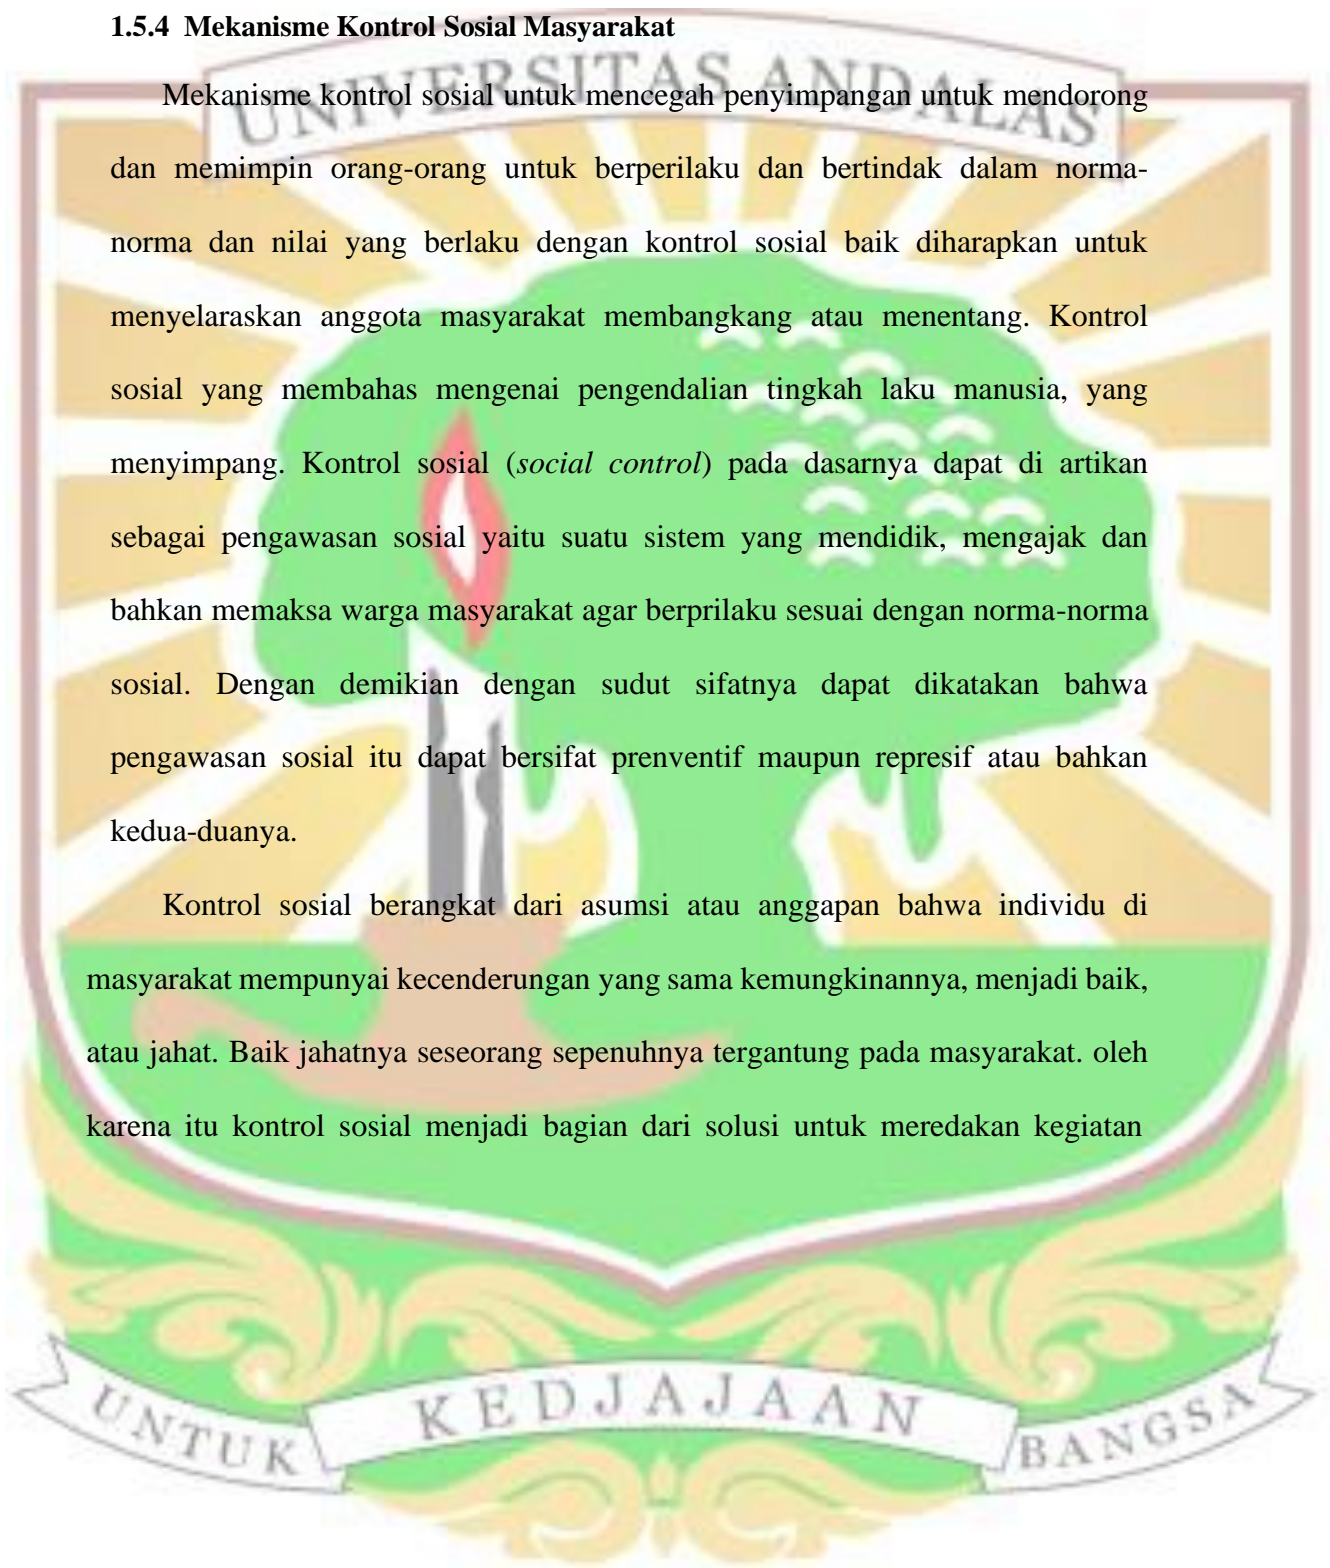 1.5.4 Mekanisme Kontrol Sosial Masyarakat
UNIVERSITAS ANDALAS
Mekanisme kontrol sosial untuk mencegah penyimpangan untuk mendorong
dan memimpin orang-orang untuk berperilaku dan bertindak dalam norma-
norma dan nilai yang berlaku dengan kontrol sosial baik diharapkan untuk
menyelaraskan anggota masyarakat membangkang atau menentang. Kontrol
sosial yang membahas mengenai pengendalian tingkah laku manusia, yang
menyimpang. Kontrol sosial (social control) pada dasarnya dapat di artikan
sebagai pengawasan sosial yaitu suatu sistem yang mendidik, mengajak dan
bahkan memaksa warga masyarakat agar berprilaku sesuai dengan norma-norma
sosial. Dengan demikian dengan sudut sifatnya dapat dikatakan bahwa
pengawasan sosial itu dapat bersifat prenventif maupun represif atau bahkan
kedua-duanya.
Kontrol sosial berangkat dari asumsi atau anggapan bahwa individu di
masyarakat mempunyai kecenderungan yang sama kemungkinannya, menjadi baik,
atau jahat. Baik jahatnya seseorang sepenuhnya tergantung pada masyarakat. oleh
karena itu kontrol sosial menjadi bagian dari solusi untuk meredakan kegiatan
UNTUK KEDJAJAAN BANGSA